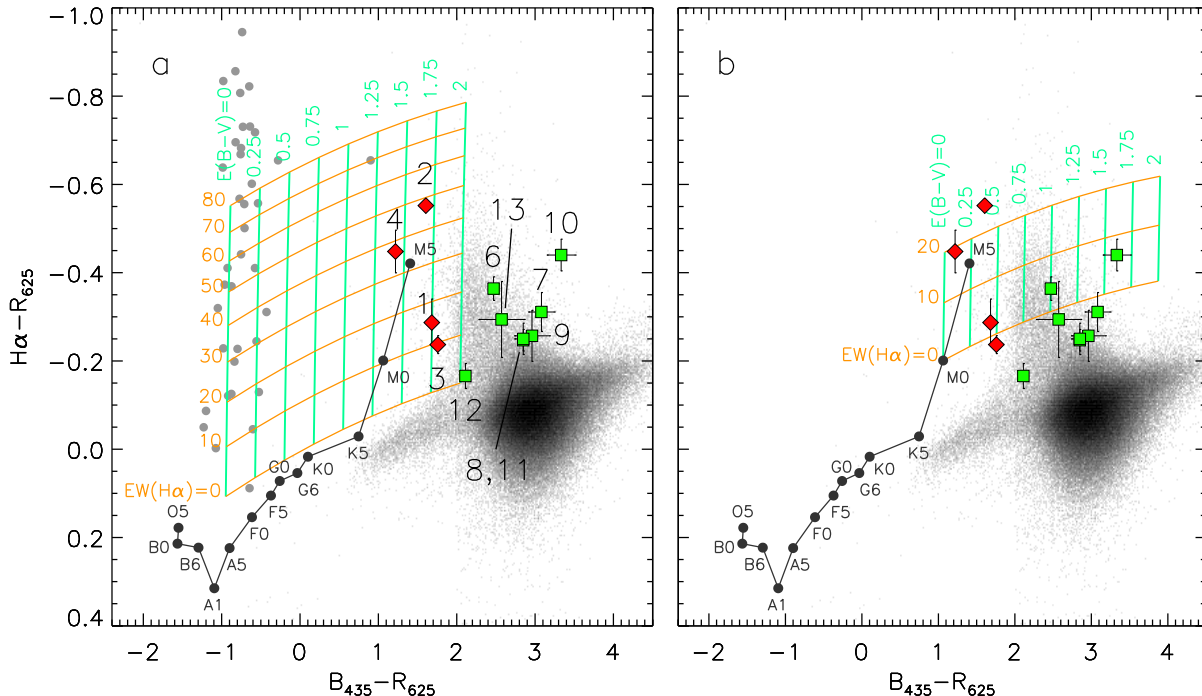 -1.0
-0.8
-0.6
-0.4
-0.2
0.0
0.2
0.4
Hα-R625
a
E(B-V)=0
0.25
0.5
0.75
1
1.25
1.5
1.75
2
80
70
60
50
40
30
20
10
EW(Hα)=0
2
4
13
10
6
7
1
9
3
12
8,11
M5
M0
K5
K0
G0
G6
F5
F0
A5
O5
B0
B6
A1
-2
-1
0
1
2
3
4
B435-R625
b
E(B-V)=0
0.25
0.5
0.75
1
1.25
1.5
1.75
2
20
10
EW(Hα)=0
M5
M0
K5
K0
G0
G6
F5
F0
A5
O5
B0
B6
A1
-2
-1
0
1
2
3
4
B435-R625